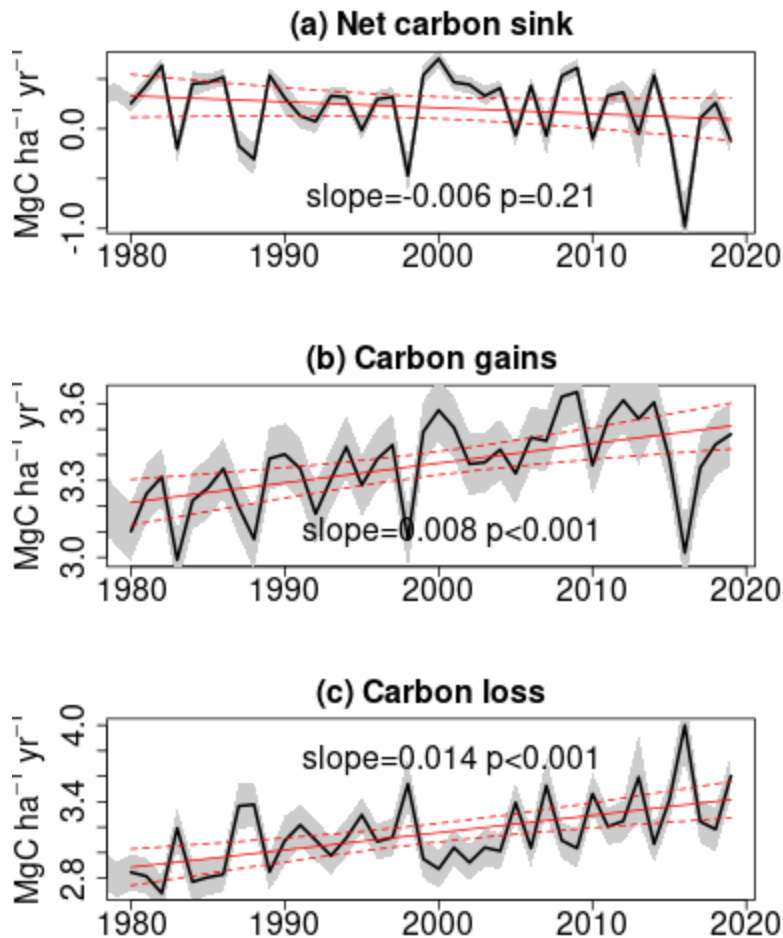 (a) Net carbon sink
MgC ha⁻¹ yr⁻¹
0.0
-1.0
slope=-0.006 p=0.21
1980 1990 2000 2010 2020
(b) Carbon gains
MgC ha⁻¹ yr⁻¹
3.6
3.3
3.0
slope=0.008 p<0.001
1980 1990 2000 2010 2020
(c) Carbon loss
MgC ha⁻¹ yr⁻¹
4.0
3.4
2.8
slope=0.014 p<0.001
1980 1990 2000 2010 2020